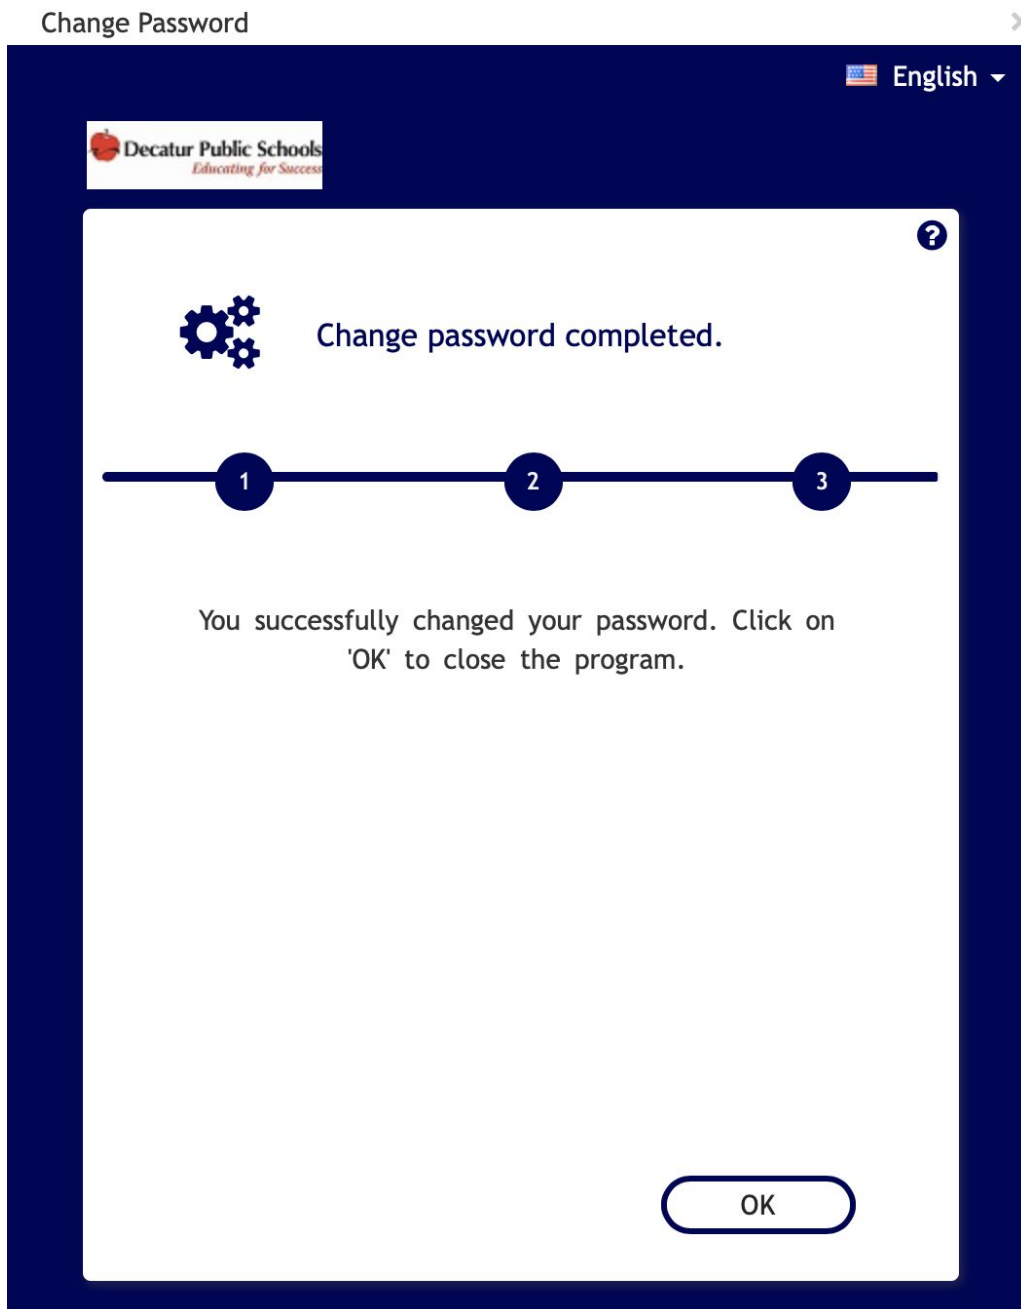 Change Password
English
Decatur Public Schools
Educating for Success
?
Change password completed.
1 2 3
You successfully changed your password. Click on
'OK' to close the program.
OK